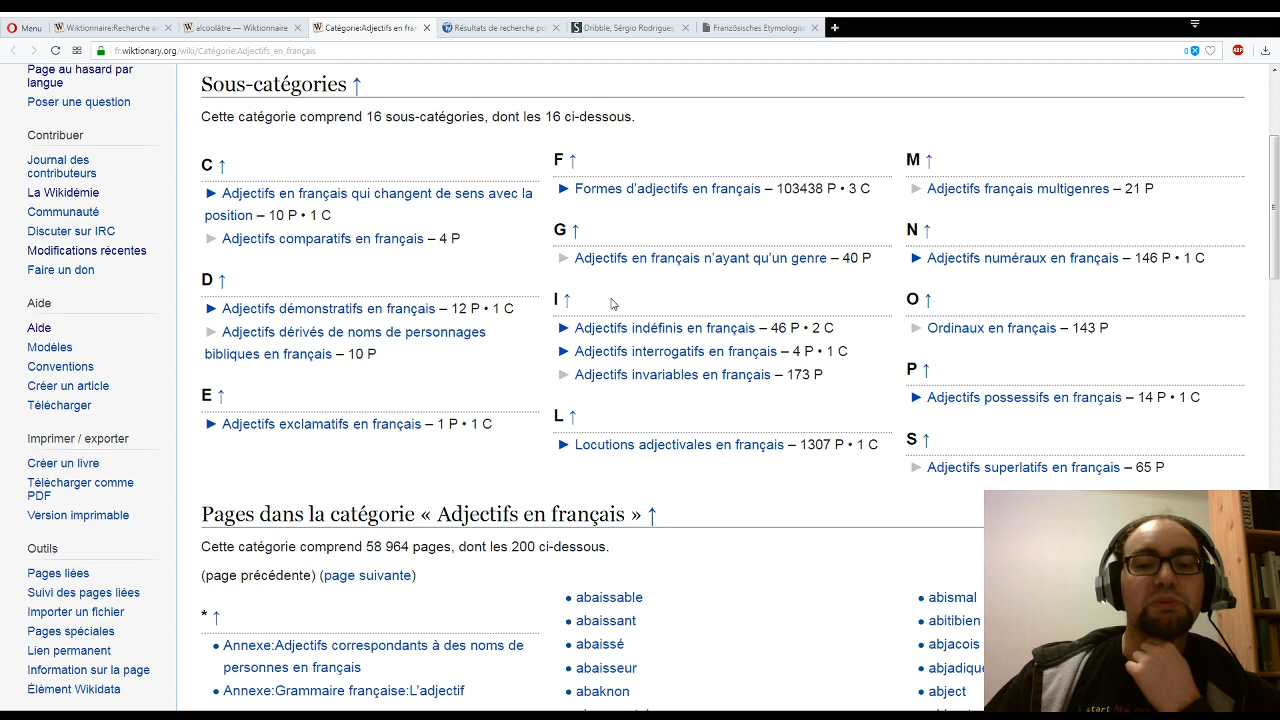 Menu
Wiktionnaire:Recherche a
alcoolâtre — Wiktionnaire
Catégorie:Adjectifs en fran
Résultats de recherche po
Dribble, Sérgio Rodrigues,
Französisches Etymologis
fr.wiktionary.org/wiki/Catégorie:Adjectifs_en_français
0
ABP
Page au hasard par
langue
Poser une question
Contribuer
Journal des
contributeurs
La Wikidémie
Communauté
Discuter sur IRC
Modifications récentes
Faire un don
Aide
Aide
Modèles
Conventions
Créer un article
Télécharger
Imprimer / exporter
Créer un livre
Télécharger comme
PDF
Version imprimable
Outils
Pages liées
Suivi des pages liées
Importer un fichier
Pages spéciales
Lien permanent
Information sur la page
Élément Wikidata
Sous-catégories ↑
Cette catégorie comprend 16 sous-catégories, dont les 16 ci-dessous.
C ↑
► Adjectifs en français qui changent de sens avec la
position – 10 P • 1 C
► Adjectifs comparatifs en français – 4 P
D ↑
► Adjectifs démonstratifs en français – 12 P • 1 C
► Adjectifs dérivés de noms de personnages
bibliques en français – 10 P
E ↑
► Adjectifs exclamatifs en français – 1 P • 1 C
F ↑
► Formes d’adjectifs en français – 103438 P • 3 C
G ↑
► Adjectifs en français n’ayant qu’un genre – 40 P
I ↑
► Adjectifs indéfinis en français – 46 P • 2 C
► Adjectifs interrogatifs en français – 4 P • 1 C
► Adjectifs invariables en français – 173 P
L ↑
► Locutions adjectivales en français – 1307 P • 1 C
M ↑
► Adjectifs français multigenres – 21 P
N ↑
► Adjectifs numéraux en français – 146 P • 1 C
O ↑
► Ordinaux en français – 143 P
P ↑
► Adjectifs possessifs en français – 14 P • 1 C
S ↑
► Adjectifs superlatifs en français – 65 P
Pages dans la catégorie « Adjectifs en français » ↑
Cette catégorie comprend 58 964 pages, dont les 200 ci-dessous.
(page précédente) (page suivante)
* ↑
• Annexe:Adjectifs correspondants à des noms de
personnes en français
• Annexe:Grammaire française:L’adjectif
• abaissable
• abaissant
• abaissé
• abaisseur
• abaknon
• abismal
• abitibien
• abjacois
• abjadique
• abject
start